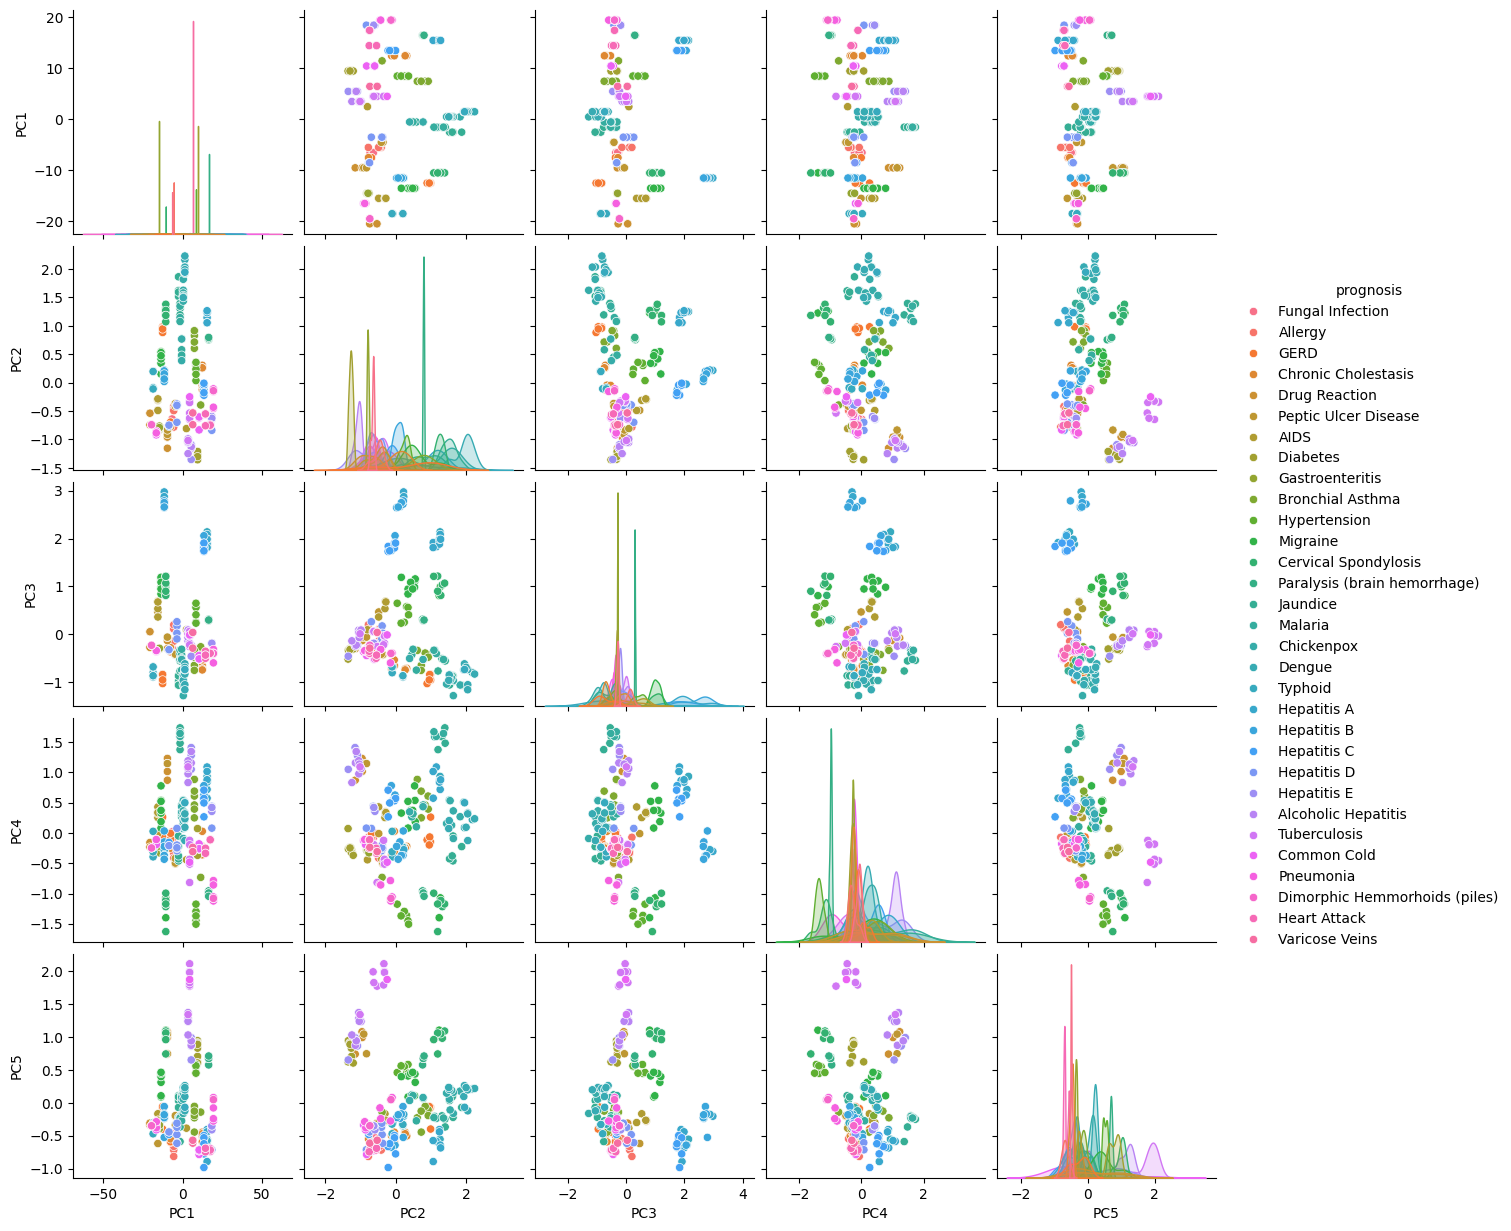 20
10
0
−10
−20
PC1
2.0
1.5
1.0
0.5
0.0
−0.5
−1.0
−1.5
PC2
3
2
1
0
−1
PC3
1.5
1.0
0.5
0.0
−0.5
−1.0
−1.5
PC4
2.0
1.5
1.0
0.5
0.0
−0.5
−1.0
PC5
−50 0 50
PC1
−2 0 2
PC2
−2 0 2 4
PC3
−2 0 2
PC4
−2 0 2
PC5
prognosis
Fungal Infection
Allergy
GERD
Chronic Cholestasis
Drug Reaction
Peptic Ulcer Disease
AIDS
Diabetes
Gastroenteritis
Bronchial Asthma
Hypertension
Migraine
Cervical Spondylosis
Paralysis (brain hemorrhage)
Jaundice
Malaria
Chickenpox
Dengue
Typhoid
Hepatitis A
Hepatitis B
Hepatitis C
Hepatitis D
Hepatitis E
Alcoholic Hepatitis
Tuberculosis
Common Cold
Pneumonia
Dimorphic Hemmorhoids (piles)
Heart Attack
Varicose Veins